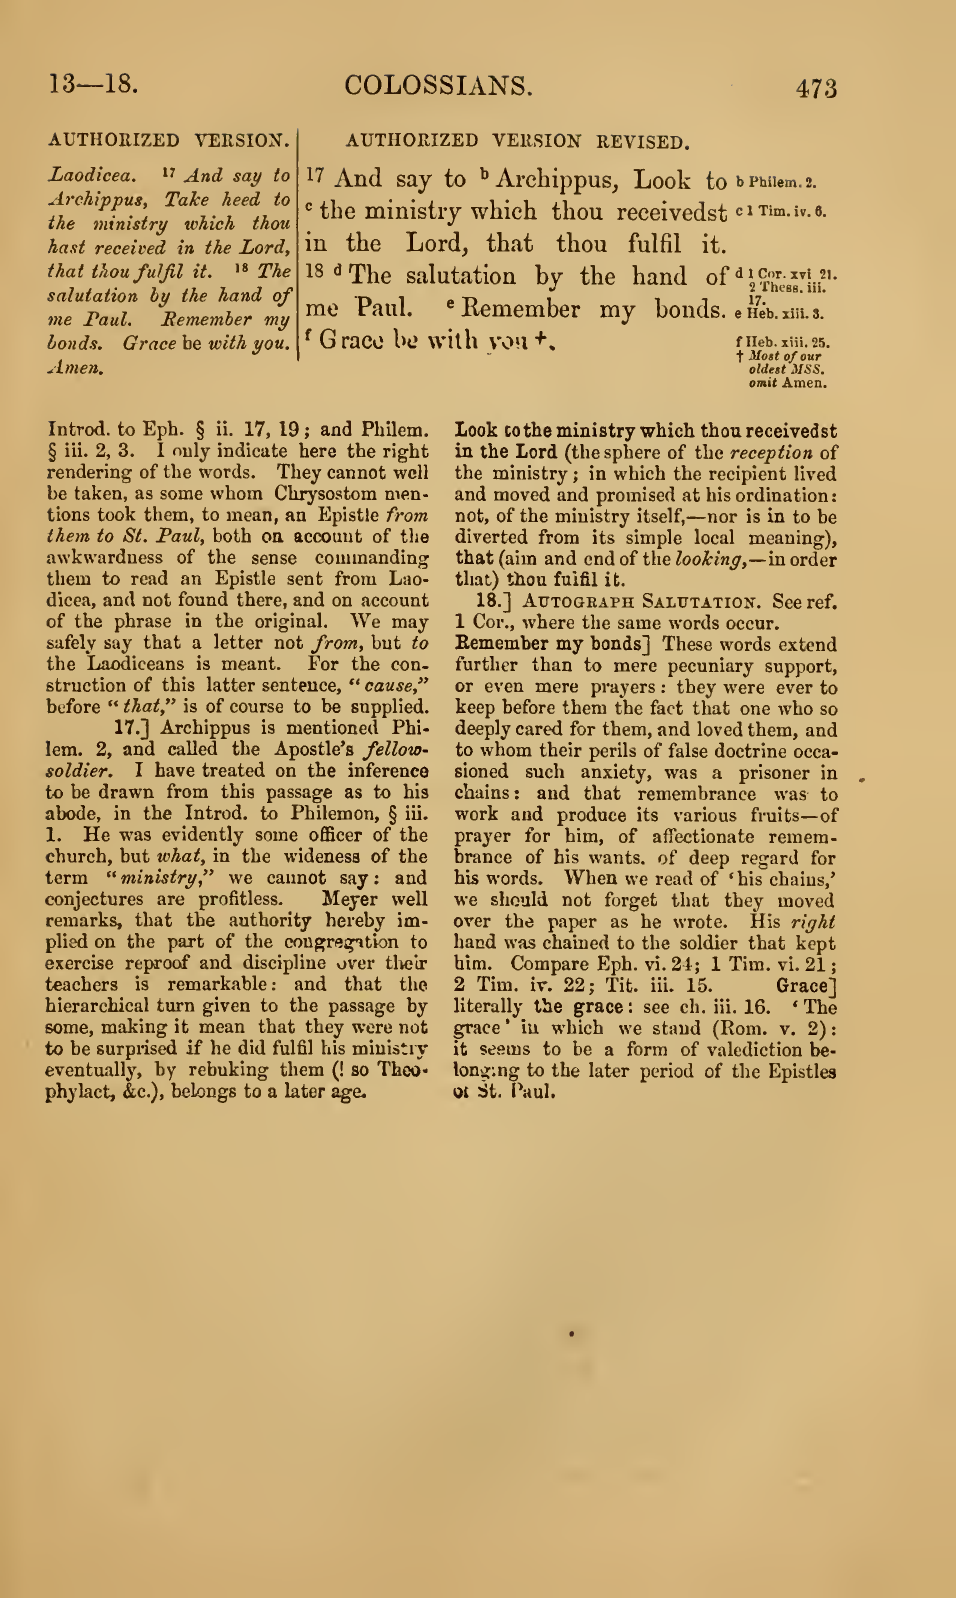 13—18.
COLOSSIANS.
473
AUTHORIZED VERSION.
Laodicea. 17 And say to
Archippus, Take heed to
the ministry which thou
hast received in the Lord,
that thou fulfil it. 18 The
salutation by the hand of
me Paul. Remember my
bonds. Grace be with you.
Amen.
AUTHORIZED VERSION REVISED.
17 And say to b Archippus, Look to
c the ministry which thou receivedst
in the Lord, that thou fulfil it.
18 d The salutation by the hand of
me Paul. e Remember my bonds.
f Grace be with you †.
b Philem. 2.
c 1 Tim. iv. 6.
d 1 Cor. xvi. 21.
2 Thess. iii.
17.
e Heb. xiii. 3.
f Heb. xiii. 25.
† Most of our
oldest MSS.
omit Amen.
Introd. to Eph. § ii. 17, 19; and Philem.
§ iii. 2, 3. I only indicate here the right
rendering of the words. They cannot well
be taken, as some whom Chrysostom men-
tions took them, to mean, an Epistle from
them to St. Paul, both on account of the
awkwardness of the sense commanding
them to read an Epistle sent from Lao-
dicea, and not found there, and on account
of the phrase in the original. We may
safely say that a letter not from, but to
the Laodiceans is meant. For the con-
struction of this latter sentence, "cause,"
before "that," is of course to be supplied.
17.] Archippus is mentioned Phi-
lem. 2, and called the Apostle's fellow-
soldier. I have treated on the inference
to be drawn from this passage as to his
abode, in the Introd. to Philemon, § iii.
1. He was evidently some officer of the
church, but what, in the wideness of the
term "ministry," we cannot say: and
conjectures are profitless. Meyer well
remarks, that the authority hereby im-
plied on the part of the congregation to
exercise reproof and discipline over their
teachers is remarkable: and that the
hierarchical turn given to the passage by
some, making it mean that they were not
to be surprised if he did fulfil his ministry
eventually, by rebuking them (! so Theo-
phylact, &c.), belongs to a later age.
Look to the ministry which thou receivedst
in the Lord (the sphere of the reception of
the ministry; in which the recipient lived
and moved and promised at his ordination:
not, of the ministry itself,—nor is in to be
diverted from its simple local meaning),
that (aim and end of the looking,—in order
that) thou fulfil it.
18.] AUTOGRAPH SALUTATION. See ref.
1 Cor., where the same words occur.
Remember my bonds] These words extend
further than to mere pecuniary support,
or even mere prayers: they were ever to
keep before them the fact that one who so
deeply cared for them, and loved them, and
to whom their perils of false doctrine occa-
sioned such anxiety, was a prisoner in
chains: and that remembrance was to
work and produce its various fruits—of
prayer for him, of affectionate remem-
brance of his wants, of deep regard for
his words. When we read of 'his chains,'
we should not forget that they moved
over the paper as he wrote. His right
hand was chained to the soldier that kept
him. Compare Eph. vi. 24; 1 Tim. vi. 21;
2 Tim. iv. 22; Tit. iii. 15. Grace]
literally the grace: see ch. iii. 16. 'The
grace' in which we stand (Rom. v. 2):
it seems to be a form of valediction be-
longing to the later period of the Epistles
of St. Paul.